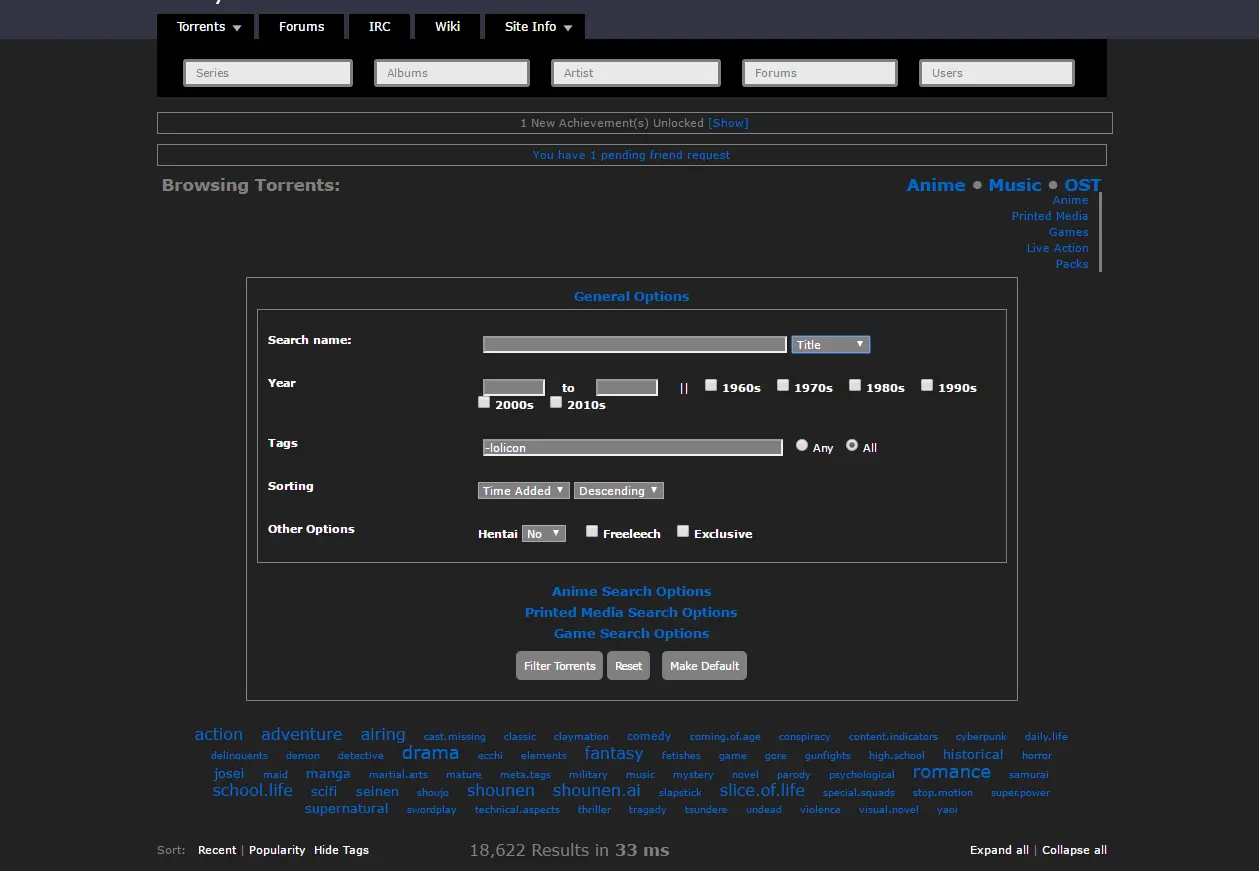 Torrents Forums IRC Wiki Site Info
Series Albums Artist Forums Users
1 New Achievement(s) Unlocked [Show]
You have 1 pending friend request
Browsing Torrents: Anime ● Music ● OST
Anime
Printed Media
Games
Live Action
Packs
General Options
Search name: Title
Year to || 1960s 1970s 1980s 1990s
2000s 2010s
Tags -lolicon Any All
Sorting Time Added Descending
Other Options Hentai No Freeleech Exclusive
Anime Search Options
Printed Media Search Options
Game Search Options
Filter Torrents Reset Make Default
action adventure airing cast.missing classic claymation comedy coming.of.age conspiracy content.indicators cyberpunk daily.life
delinquents demon detective drama ecchi elements fantasy fetishes game gore gunfights high.school historical horror
josei maid manga martial.arts mature meta.tags military music mystery novel parody psychological romance samurai
school.life scifi seinen shoujo shounen shounen.ai slapstick slice.of.life special.squads stop.motion super.power
supernatural swordplay technical.aspects thriller tragedy tsundere undead violence visual.novel yaoi
Sort: Recent | Popularity Hide Tags 18,622 Results in 33 ms Expand all | Collapse all